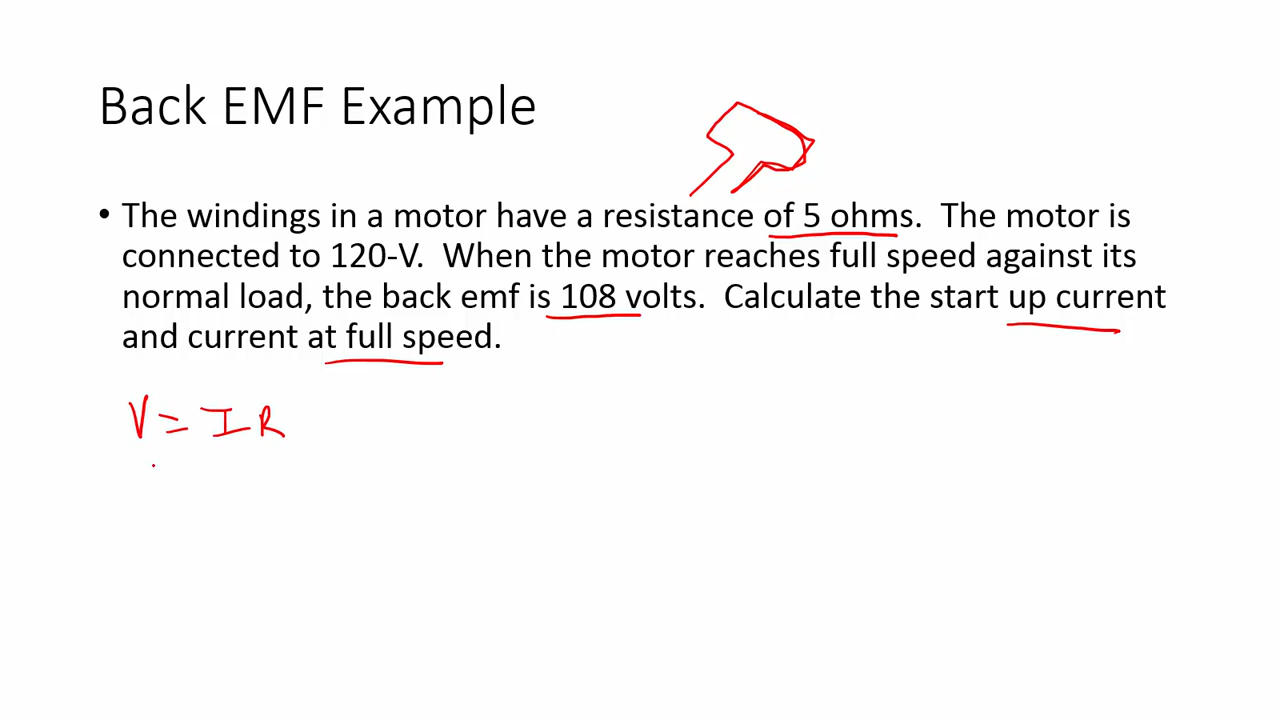 Back EMF Example
• The windings in a motor have a resistance of 5 ohms. The motor is
connected to 120-V. When the motor reaches full speed against its
normal load, the back emf is 108 volts. Calculate the start up current
and current at full speed.
V = IR